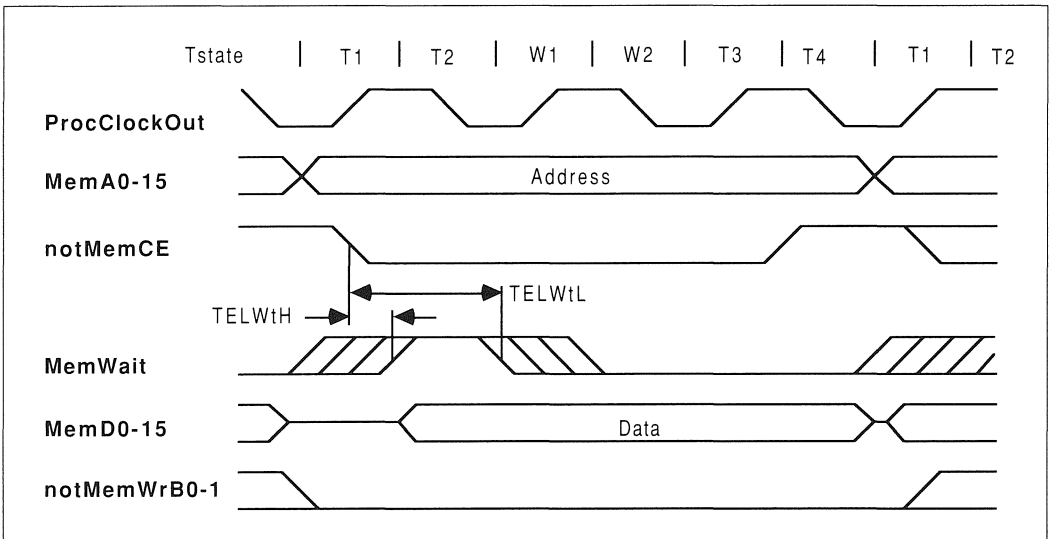 Tstate | T1 | T2 | W1 | W2 | T3 | T4 | T1 | T2
ProcClockOut
MemA0-15
Address
notMemCE
TELWtL
TELWtH
MemWait
MemD0-15
Data
notMemWrB0-1